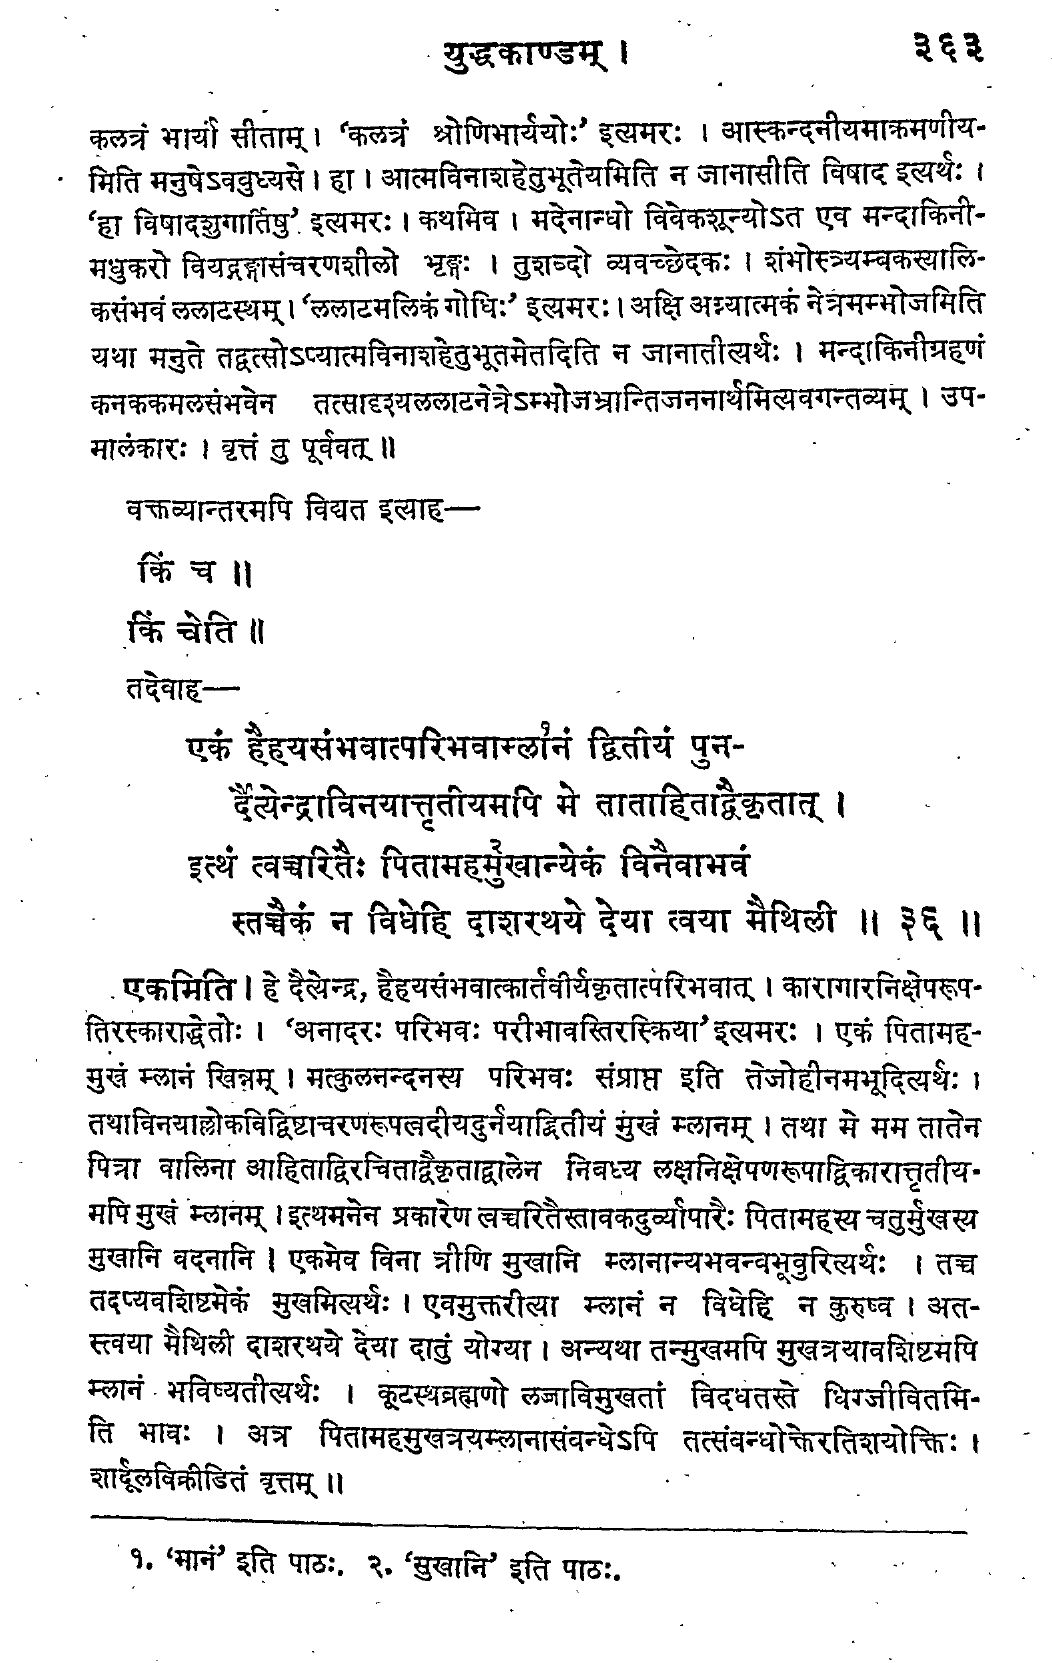 युद्धकाण्डम् । ३६३
कलत्रं भार्यां सीताम् । ‘कलत्रं श्रोणिभार्ययोः’ इत्यमरः । आस्कन्दनीयमाक्रमणीय-
मिति मनुषेऽवबुध्यसे । हा । आत्मविनाशहेतुभूतेयमिति न जानासीति विषाद इत्यर्थः ।
‘हा विषादशुगार्तिषु’ इत्यमरः । कथमिव । मदेनान्धो विवेकशून्योऽत एव मन्दाकिनी-
मधुकरो वियद्गङ्गासंचरणशीलो भृङ्गः । तुशब्दो व्यवच्छेदकः । शंभोस्त्र्यम्बकस्यालि-
कसंभवं ललाटस्थम् । ‘ललाटमलिकं गोधिः’ इत्यमरः । अक्षि अग्न्यात्मकं नेत्रमम्भोजमिति
यथा मनुते तद्वत्सोऽप्यात्मविनाशहेतुभूतमेतदिति न जानातीत्यर्थः । मन्दाकिनीग्रहणं
कनककमलसंभवेन तत्सादृश्यललाटनेत्रेऽम्भोजभ्रान्तिजननार्थमित्यवगन्तव्यम् । उप-
मालंकारः । वृत्तं तु पूर्ववत् ॥
वक्तव्यान्तरमपि विद्यत इत्याह—
किं च ॥
किं चेति ॥
तदेवाह—
एकं हैहयसंभवात्परिभवाम्ला१नं द्वितीयं पुन-
र्दैत्येन्द्राविनयात्तृतीयमपि मे ताताहिताद्वैकृतात् ।
इत्थं त्वच्चरितैः पितामहर्मु२खान्येकं विनैवाभवं
स्तच्चैकं न विधेहि दाशरथये देया त्वया मैथिली ॥ ३६ ॥
एकमिति । हे दैत्येन्द्र, हैहयसंभवात्कार्तवीर्यकृतात्परिभवात् । कारागारनिक्षेपरूप-
तिरस्काराद्धेतोः । ‘अनादरः परिभवः परीभावस्तिरस्क्रिया’ इत्यमरः । एकं पितामह-
मुखं म्लानं खिन्नम् । मत्कुलनन्दनस्य परिभवः संप्राप्त इति तेजोहीनमभूदित्यर्थः ।
तथाविनयाल्लोकविद्विष्टाचरणरूपत्वदीयदुर्नयाद्द्वितीयं मुखं म्लानम् । तथा मे मम तातेन
पित्रा वालिना आहिताद्विरचिताद्वैकृताद्वालेन निबध्य लक्षनिक्षेपणरूपाद्विकारात्तृतीय-
मपि मुखं म्लानम् । इत्थमनेन प्रकारेण त्वच्चरितैस्तावकदुर्व्यापारैः पितामहस्य चतुर्मुखस्य
मुखानि वदनानि । एकमेव विना त्रीणि मुखानि म्लानान्यभवन्बभूवुरित्यर्थः । तच्च
तदप्यवशिष्टमेकं मुखमित्यर्थः । एवमुक्तरीत्या म्लानं न विधेहि न कुरुष्व । अत-
स्त्वया मैथिली दाशरथये देया दातुं योग्या । अन्यथा तन्मुखमपि मुखत्रयावशिष्टमपि
म्लानं भविष्यतीत्यर्थः । कूटस्थब्रह्मणो लज्जाविमुखतां विदधतस्ते धिग्जीवितमि-
ति भावः । अत्र पितामहमुखत्रयम्लानासंबन्धेऽपि तत्संबन्धोक्तेरतिशयोक्तिः ।
शार्दूलविक्रीडितं वृत्तम् ॥
१. ‘मानं’ इति पाठः. २. ‘मुखानि’ इति पाठः.